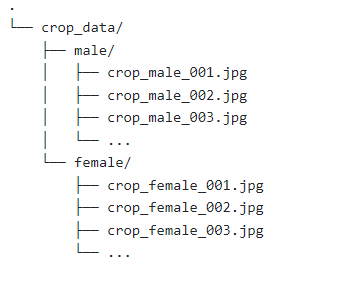 .
└── crop_data/
    ├── male/
    │   ├── crop_male_001.jpg
    │   ├── crop_male_002.jpg
    │   ├── crop_male_003.jpg
    │   └── ...
    └── female/
        ├── crop_female_001.jpg
        ├── crop_female_002.jpg
        ├── crop_female_003.jpg
        └── ...